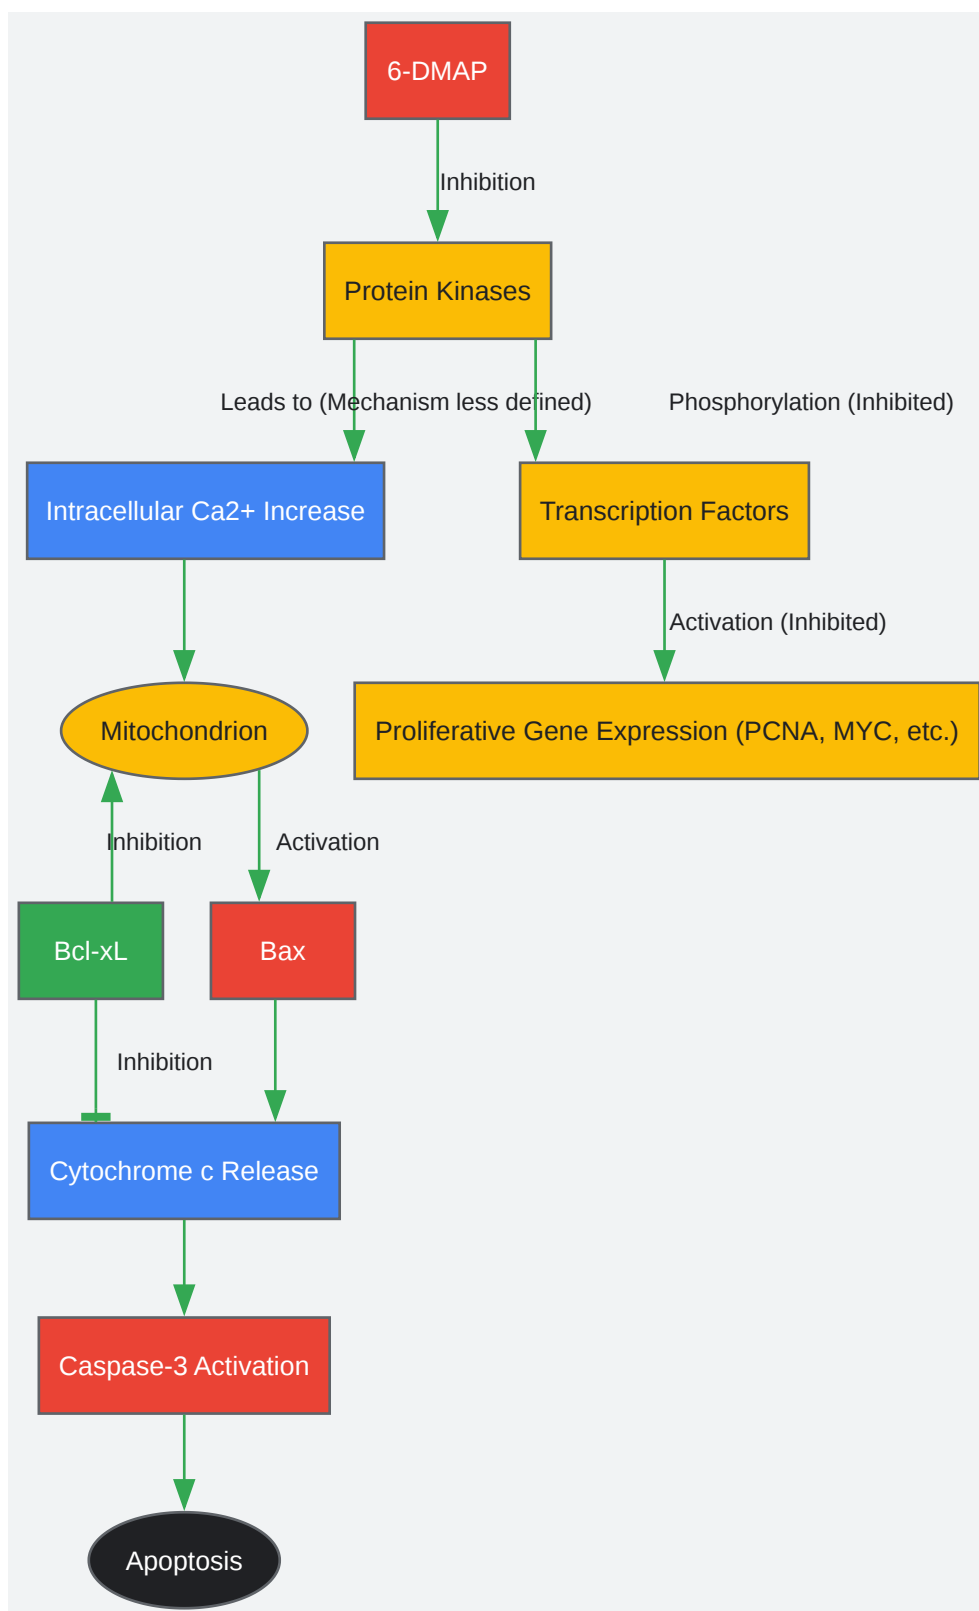 6-DMAP
Inhibition
Protein Kinases
Leads to (Mechanism less defined)
Phosphorylation (Inhibited)
Intracellular Ca2+ Increase
Transcription Factors
Activation (Inhibited)
Mitochondrion
Proliferative Gene Expression (PCNA, MYC, etc.)
Inhibition
Activation
Bcl-xL
Bax
Inhibition
Cytochrome c Release
Caspase-3 Activation
Apoptosis